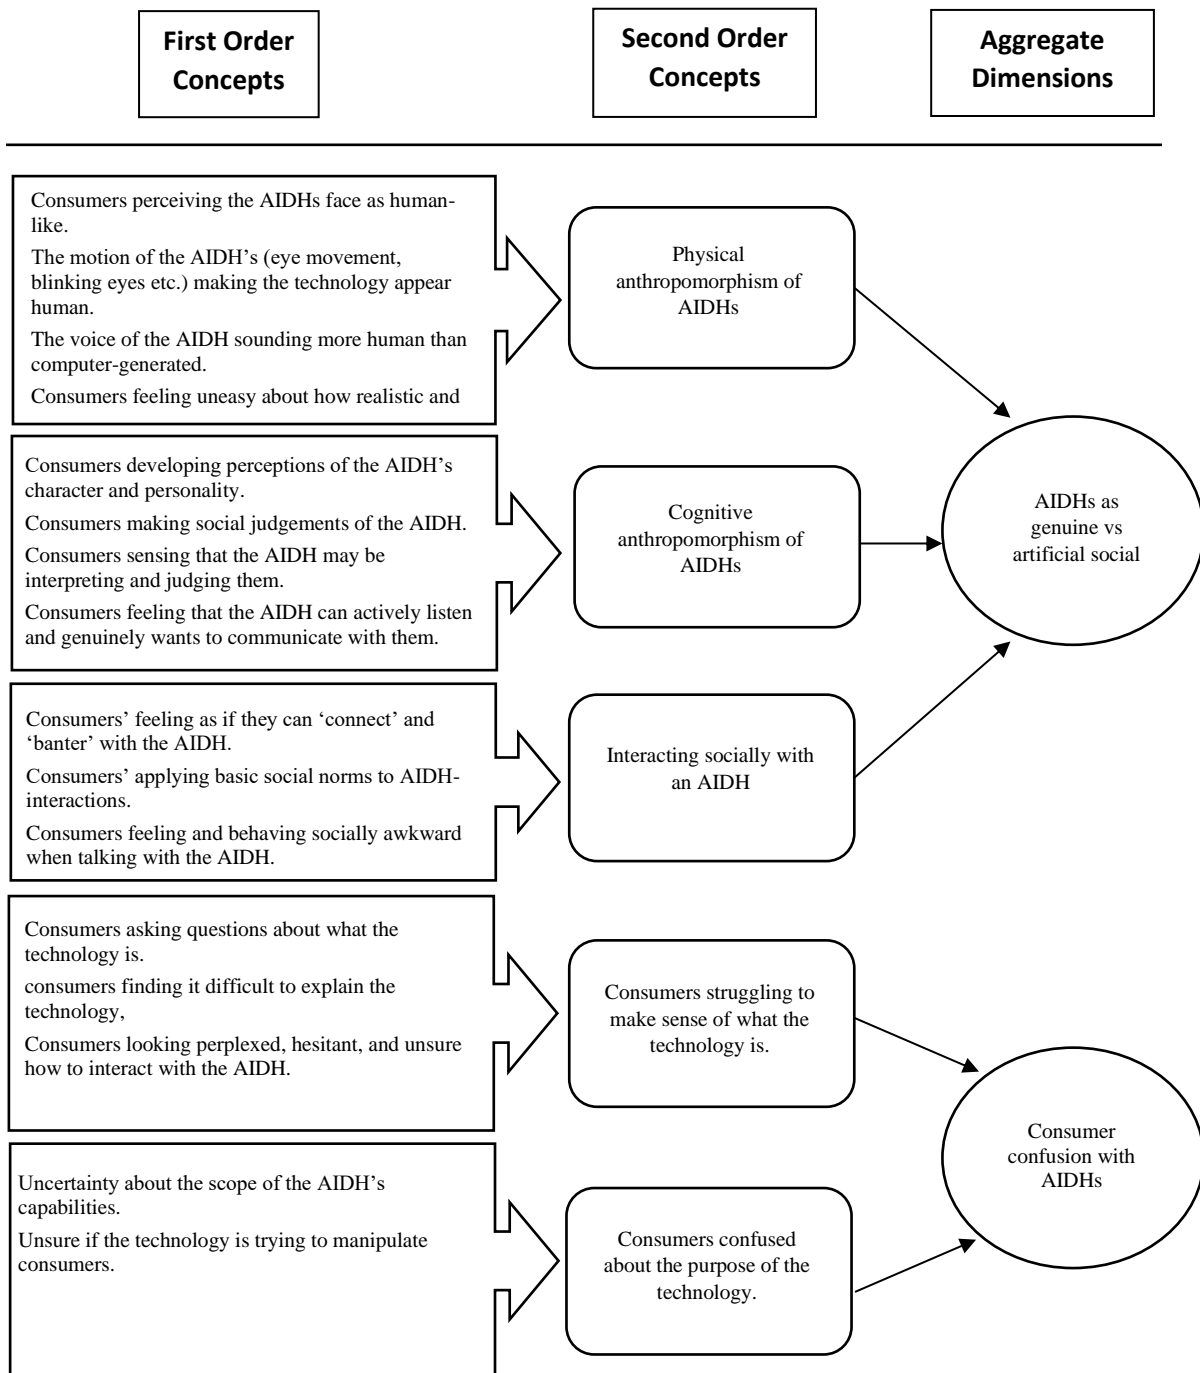 First Order
Concepts
Second Order
Concepts
Aggregate
Dimensions
Consumers perceiving the AIDHs face as human-
like.
The motion of the AIDH’s (eye movement,
blinking eyes etc.) making the technology appear
human.
The voice of the AIDH sounding more human than
computer-generated.
Consumers feeling uneasy about how realistic and
Physical
anthropomorphism of
AIDHs
Consumers developing perceptions of the AIDH’s
character and personality.
Consumers making social judgements of the AIDH.
Consumers sensing that the AIDH may be
interpreting and judging them.
Consumers feeling that the AIDH can actively listen
and genuinely wants to communicate with them.
Cognitive
anthropomorphism of
AIDHs
AIDHs as
genuine vs
artificial social
Consumers’ feeling as if they can ‘connect’ and
‘banter’ with the AIDH.
Consumers’ applying basic social norms to AIDH-
interactions.
Consumers feeling and behaving socially awkward
when talking with the AIDH.
Interacting socially with
an AIDH
Consumers asking questions about what the
technology is.
consumers finding it difficult to explain the
technology,
Consumers looking perplexed, hesitant, and unsure
how to interact with the AIDH.
Consumers struggling to
make sense of what the
technology is.
Consumer
confusion with
AIDHs
Uncertainty about the scope of the AIDH’s
capabilities.
Unsure if the technology is trying to manipulate
consumers.
Consumers confused
about the purpose of the
technology.